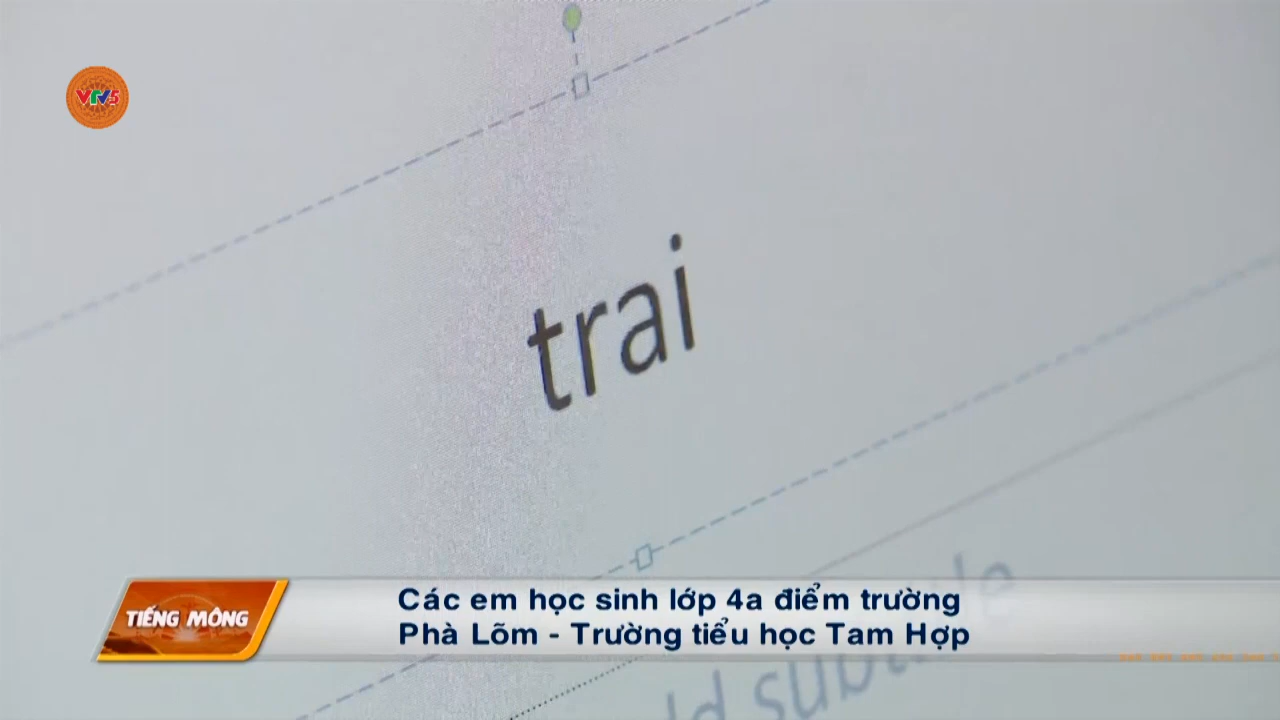 VTV5
trai
Các em học sinh lớp 4a điểm trường
Phà Lõm - Trường tiểu học Tam Hợp
TIẾNG MÔNG